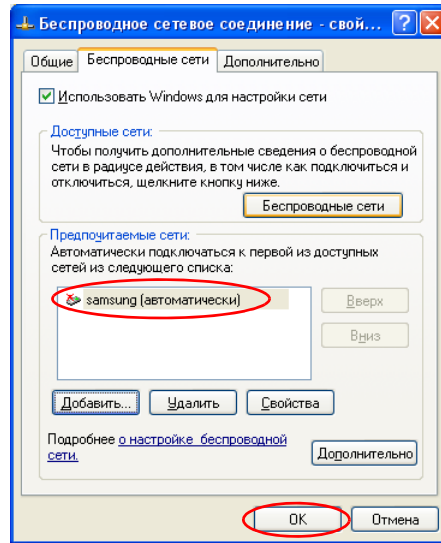 Беспроводное сетевое соединение - свой...
Общие Беспроводные сети Дополнительно
Использовать Windows для настройки сети
Доступные сети:
Чтобы получить дополнительные сведения о беспроводной
сети в радиусе действия, в том числе как подключиться и
отключиться, щелкните кнопку ниже.
Беспроводные сети
Предпочитаемые сети:
Автоматически подключаться к первой из доступных
сетей из следующего списка:
samsung (автоматически)
Вверх
Вниз
Добавить... Удалить Свойства
Подробнее о настройке беспроводной
сети.
Дополнительно
OK Отмена